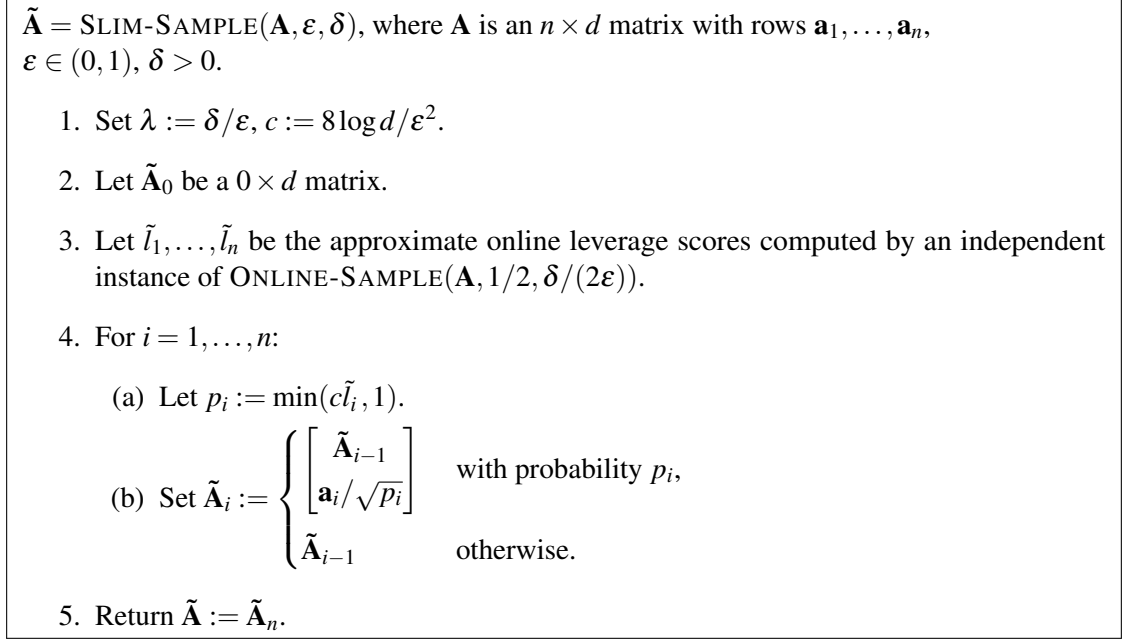 Ã = SLIM-SAMPLE(A, ε, δ), where A is an n × d matrix with rows a₁,…,aₙ,
ε ∈ (0,1), δ > 0.
1. Set λ := δ/ε, c := 8 log d/ε².
2. Let Ã₀ be a 0 × d matrix.
3. Let l̃₁,…,l̃ₙ be the approximate online leverage scores computed by an independent
instance of ONLINE-SAMPLE(A, 1/2, δ/(2ε)).
4. For i = 1,…,n:
(a) Let pᵢ := min(cl̃ᵢ, 1).
(b) Set Ãᵢ := { [Ãᵢ₋₁ ; aᵢ/√pᵢ] with probability pᵢ,
Ãᵢ₋₁ otherwise.
5. Return Ã := Ãₙ.